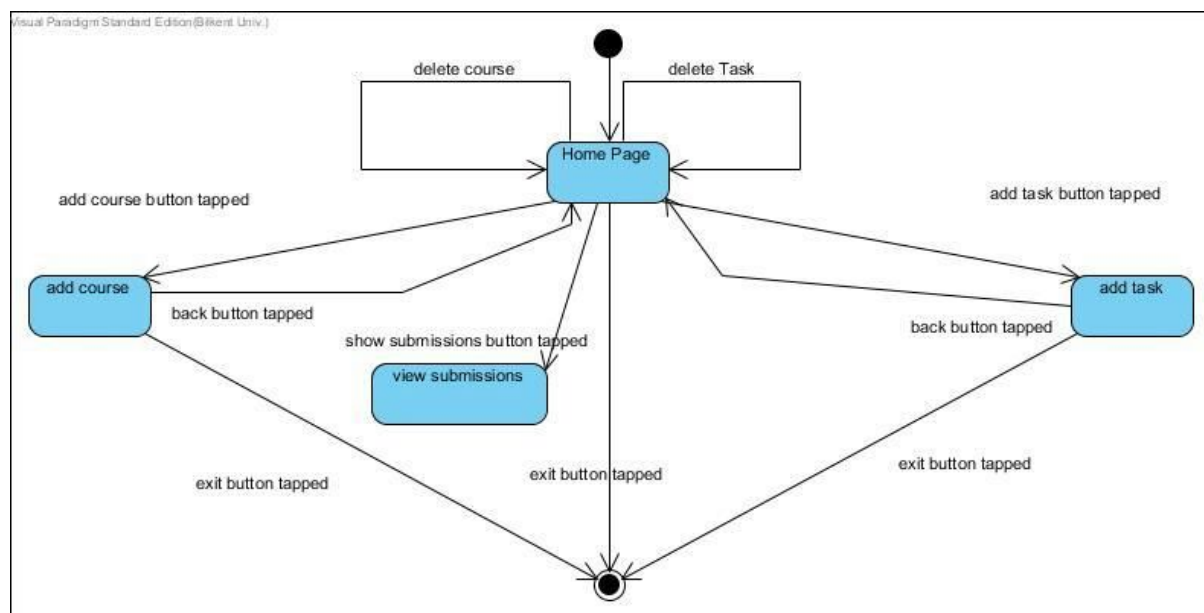 Visual Paradigm Standard Edition(Bilkent Univ.)
delete course
delete Task
Home Page
add course button tapped
add task button tapped
add course
add task
back button tapped
back button tapped
show submissions button tapped
view submissions
exit button tapped
exit button tapped
exit button tapped